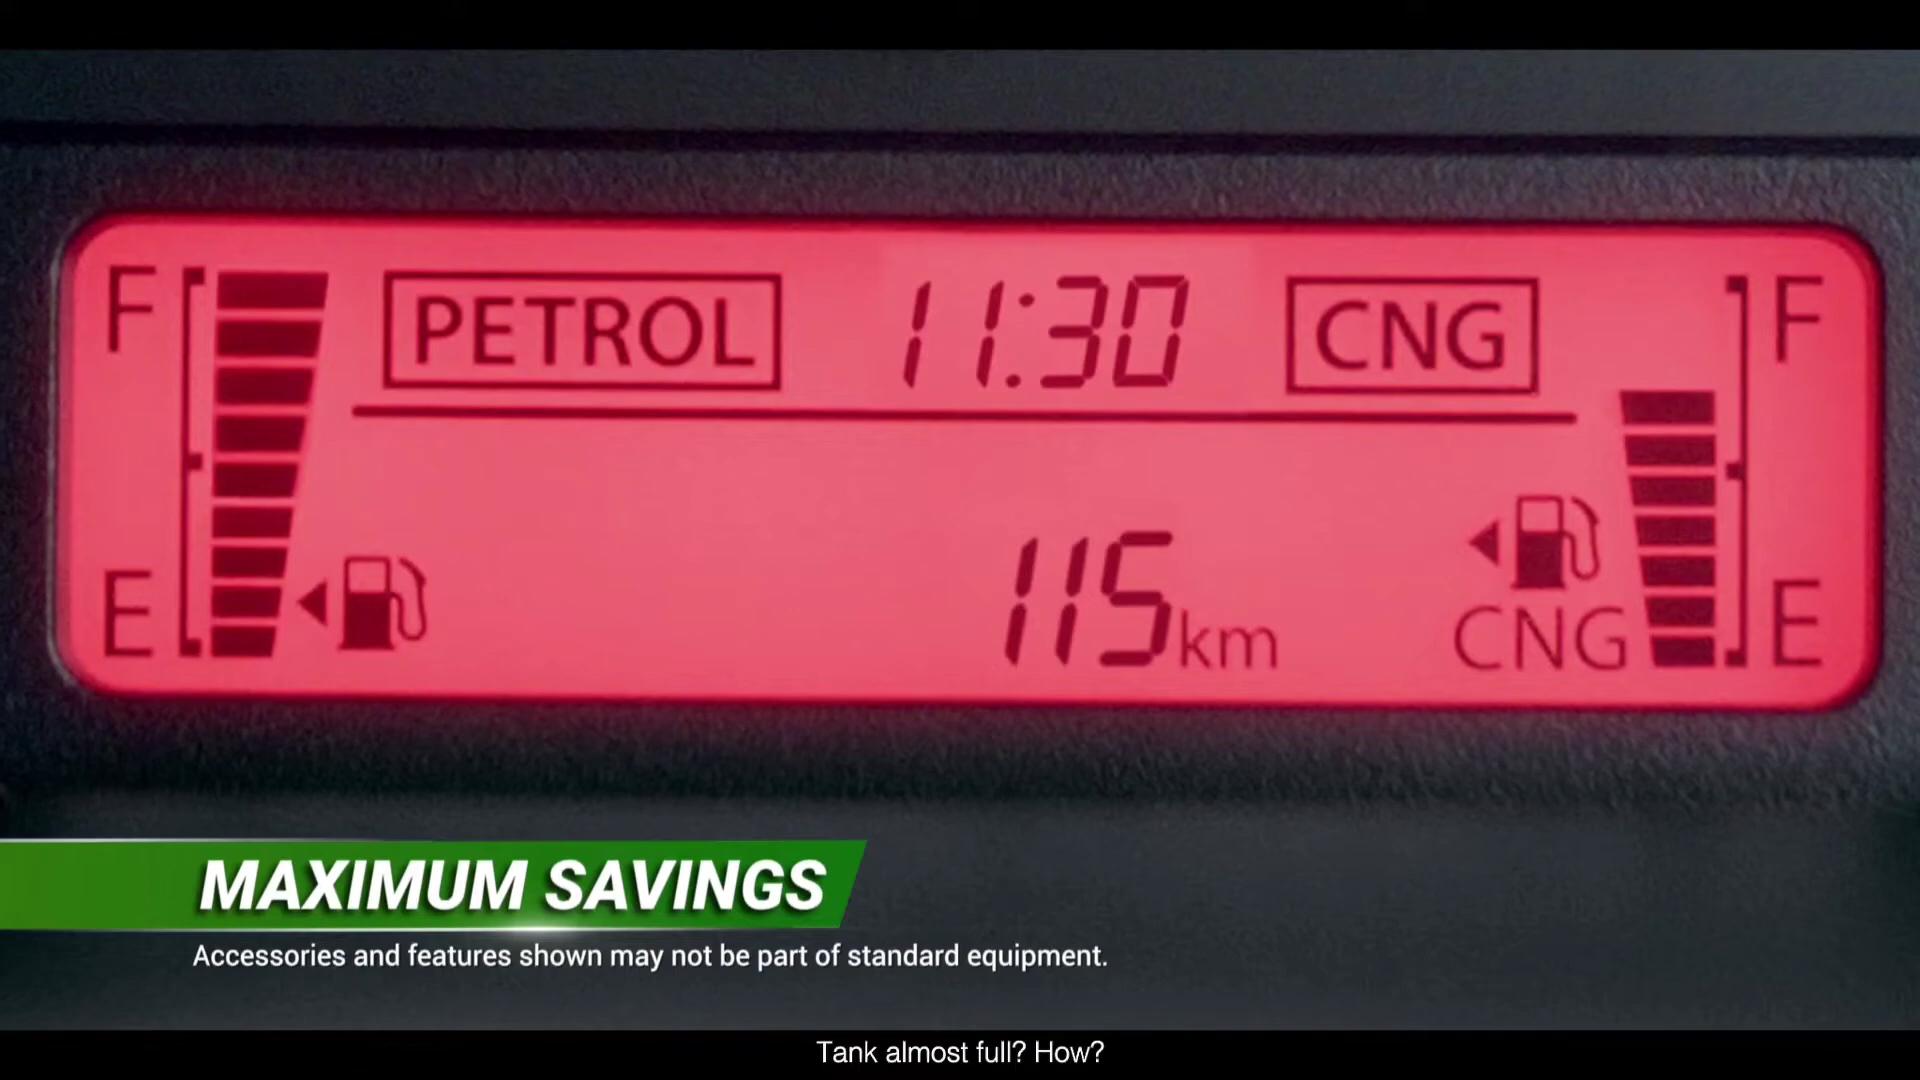 F PETROL 11:30 CNG F
E 115km CNG E
MAXIMUM SAVINGS
Accessories and features shown may not be part of standard equipment.
Tank almost full? How?